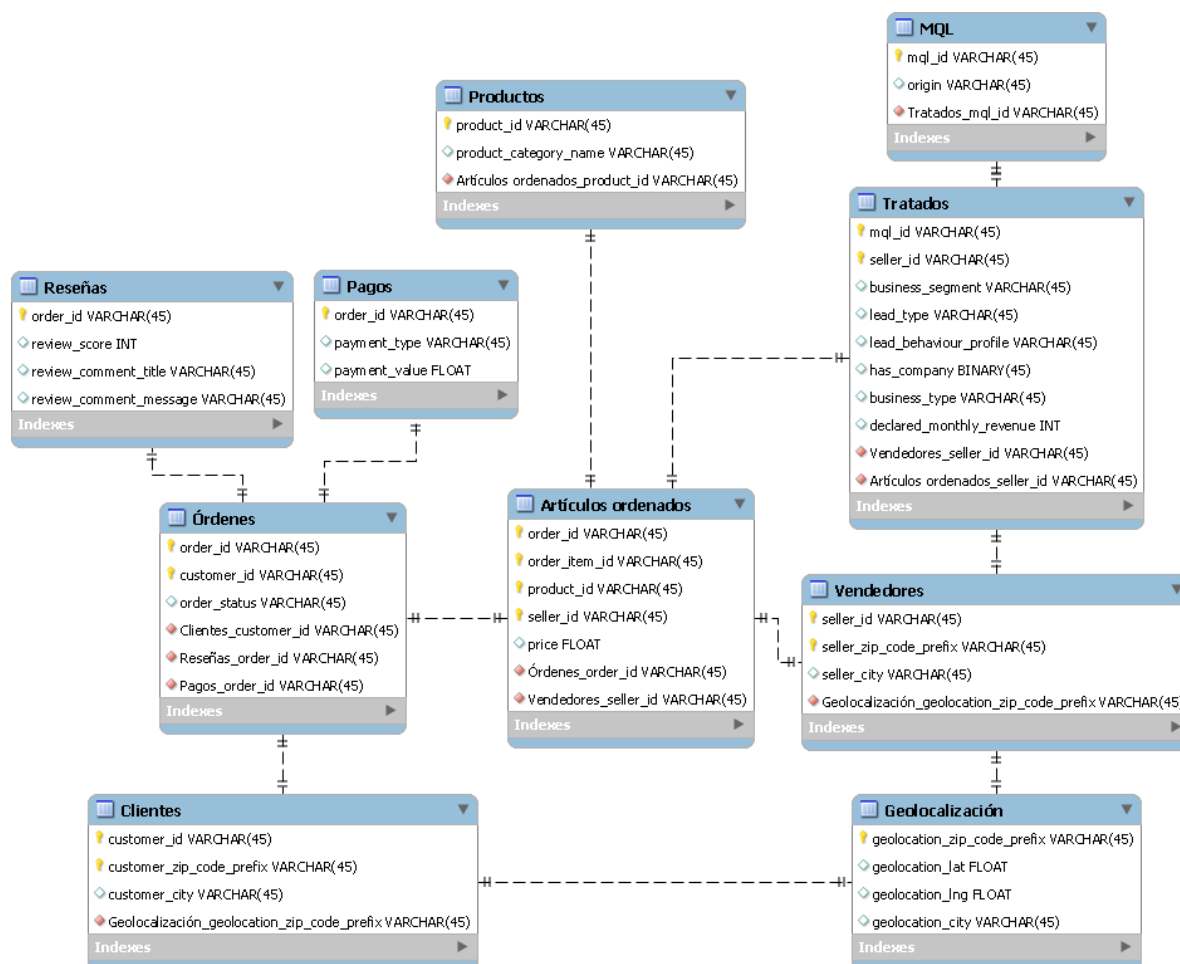 MQL
mql_id VARCHAR(45)
origin VARCHAR(45)
Tratados_mql_id VARCHAR(45)
Indexes
Productos
product_id VARCHAR(45)
product_category_name VARCHAR(45)
Artículos ordenados_product_id VARCHAR(45)
Indexes
Tratados
mql_id VARCHAR(45)
seller_id VARCHAR(45)
business_segment VARCHAR(45)
lead_type VARCHAR(45)
lead_behaviour_profile VARCHAR(45)
has_company BINARY(45)
business_type VARCHAR(45)
declared_monthly_revenue INT
Vendedores_seller_id VARCHAR(45)
Artículos ordenados_seller_id VARCHAR(45)
Indexes
Reseñas
order_id VARCHAR(45)
review_score INT
review_comment_title VARCHAR(45)
review_comment_message VARCHAR(45)
Indexes
Pagos
order_id VARCHAR(45)
payment_type VARCHAR(45)
payment_value FLOAT
Indexes
Órdenes
order_id VARCHAR(45)
customer_id VARCHAR(45)
order_status VARCHAR(45)
Clientes_customer_id VARCHAR(45)
Reseñas_order_id VARCHAR(45)
Pagos_order_id VARCHAR(45)
Indexes
Artículos ordenados
order_id VARCHAR(45)
order_item_id VARCHAR(45)
product_id VARCHAR(45)
seller_id VARCHAR(45)
price FLOAT
Órdenes_order_id VARCHAR(45)
Vendedores_seller_id VARCHAR(45)
Indexes
Vendedores
seller_id VARCHAR(45)
seller_zip_code_prefix VARCHAR(45)
seller_city VARCHAR(45)
Geolocalización_geolocation_zip_code_prefix VARCHAR(45)
Indexes
Clientes
customer_id VARCHAR(45)
customer_zip_code_prefix VARCHAR(45)
customer_city VARCHAR(45)
Geolocalización_geolocation_zip_code_prefix VARCHAR(45)
Indexes
Geolocalización
geolocation_zip_code_prefix VARCHAR(45)
geolocation_lat FLOAT
geolocation_lng FLOAT
geolocation_city VARCHAR(45)
Indexes